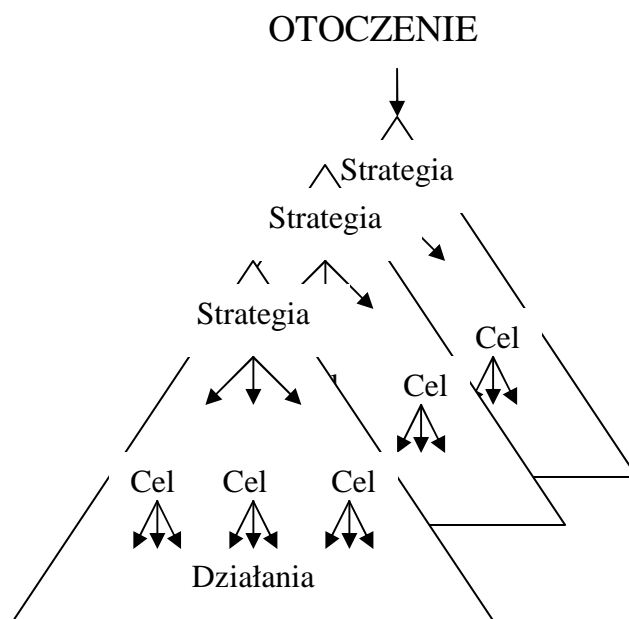 OTOCZENIE
Strategia
Strategia
Strategia
Cel
Cel
Cel Cel Cel
Działania